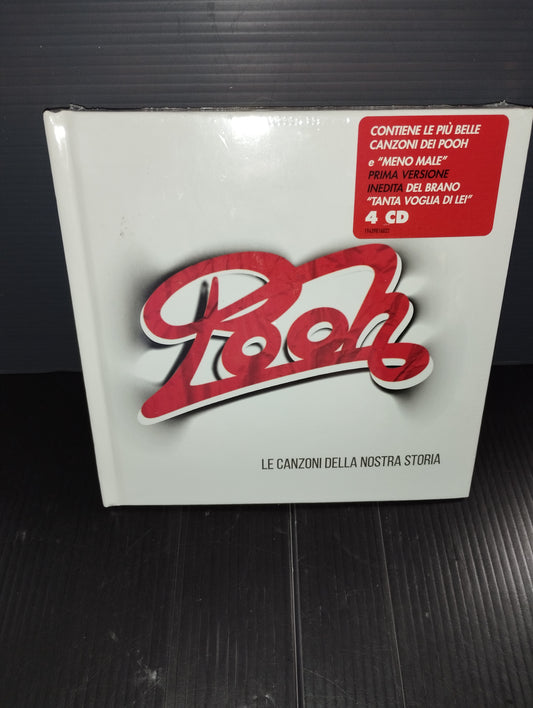 CONTIENE LE PIÙ BELLE
CANZONI DEI POOH
e "MENO MALE"
PRIMA VERSIONE
INEDITA DEL BRANO
"TANTA VOGLIA DI LEI"
4 CD
Pooh
LE CANZONI DELLA NOSTRA STORIA